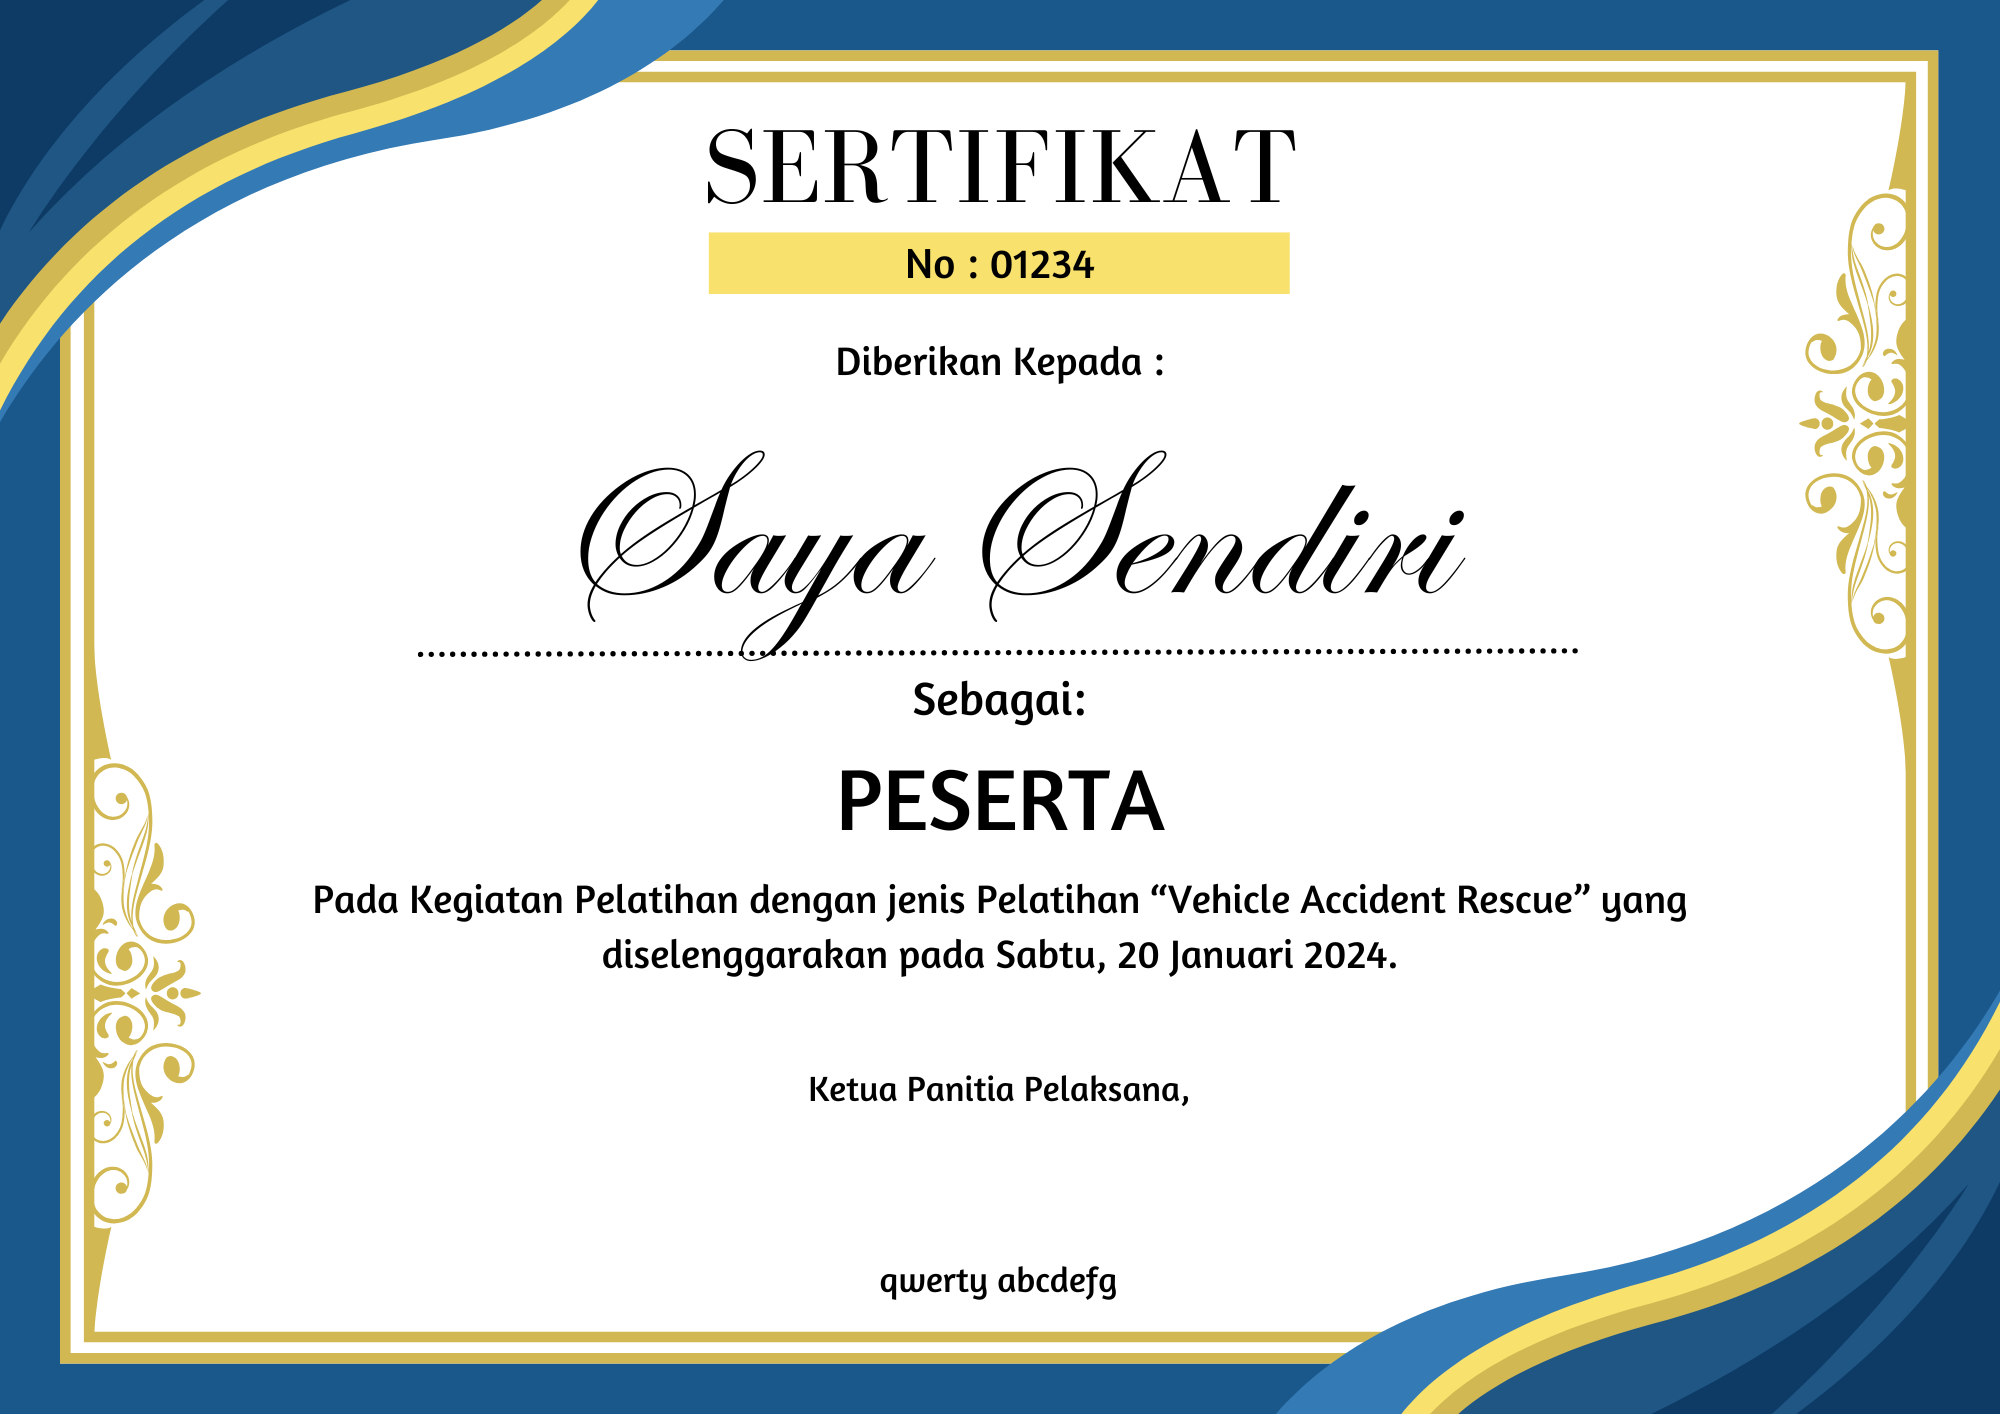 SERTIFIKAT
No : 01234
Diberikan Kepada :
Saya Sendiri
Sebagai:
PESERTA
Pada Kegiatan Pelatihan dengan jenis Pelatihan “Vehicle Accident Rescue” yang
diselenggarakan pada Sabtu, 20 Januari 2024.
Ketua Panitia Pelaksana,
qwerty abcdefg